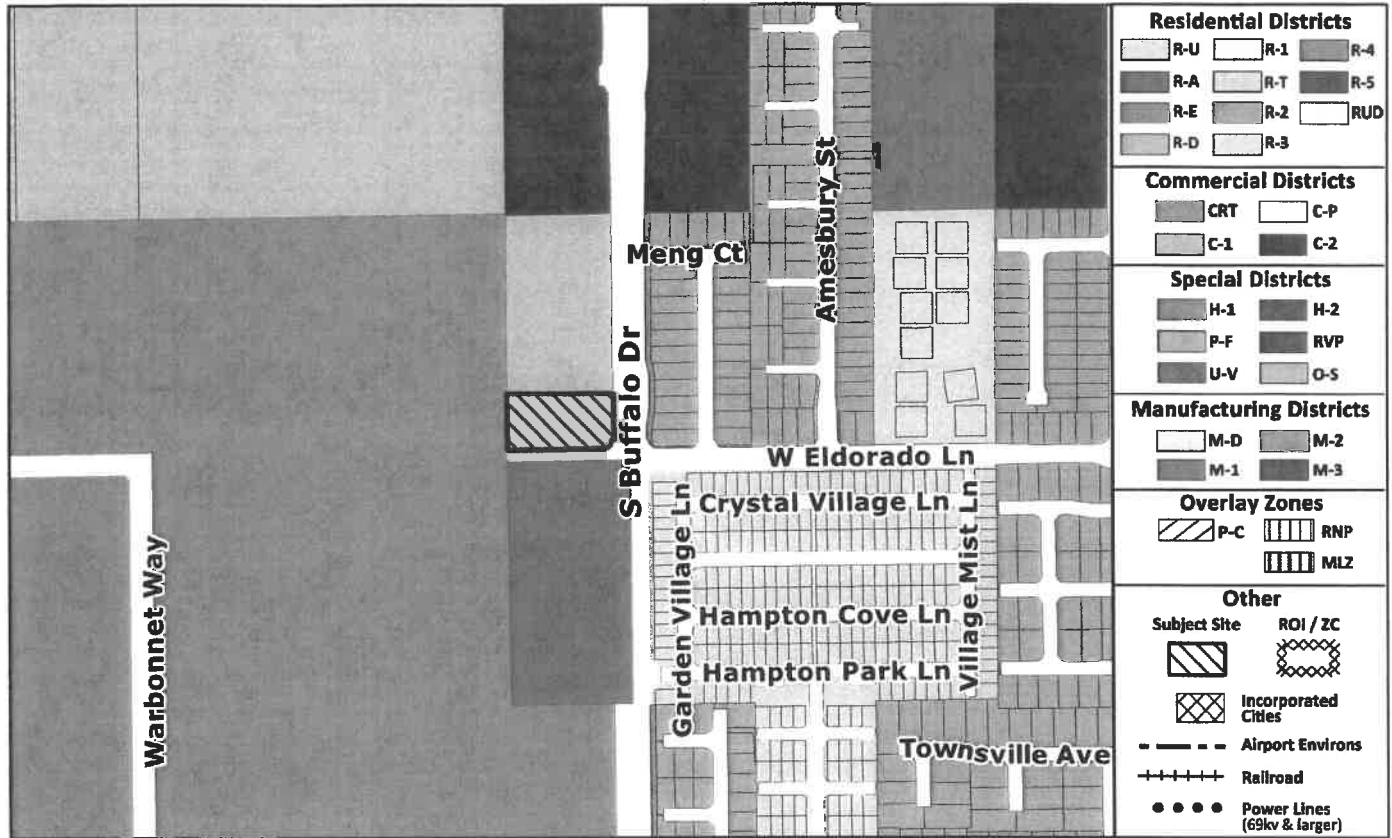 Meng Ct
Amesbury St
S Buffalo Dr
W Eldorado Ln
Crystal Village Ln
Garden Village Ln
Village Mist Ln
Hampton Cove Ln
Hampton Park Ln
Townsville Ave
Warbonnet Way
Residential Districts
R-U R-1 R-4
R-A R-T R-5
R-E R-2 RUD
R-D R-3
Commercial Districts
CRT C-P
C-1 C-2
Special Districts
H-1 H-2
P-F RVP
U-V O-S
Manufacturing Districts
M-D M-2
M-1 M-3
Overlay Zones
P-C RNP
MLZ
Other
Subject Site ROI / ZC
Incorporated
Cities
Airport Environs
Railroad
Power Lines
(69kv & larger)